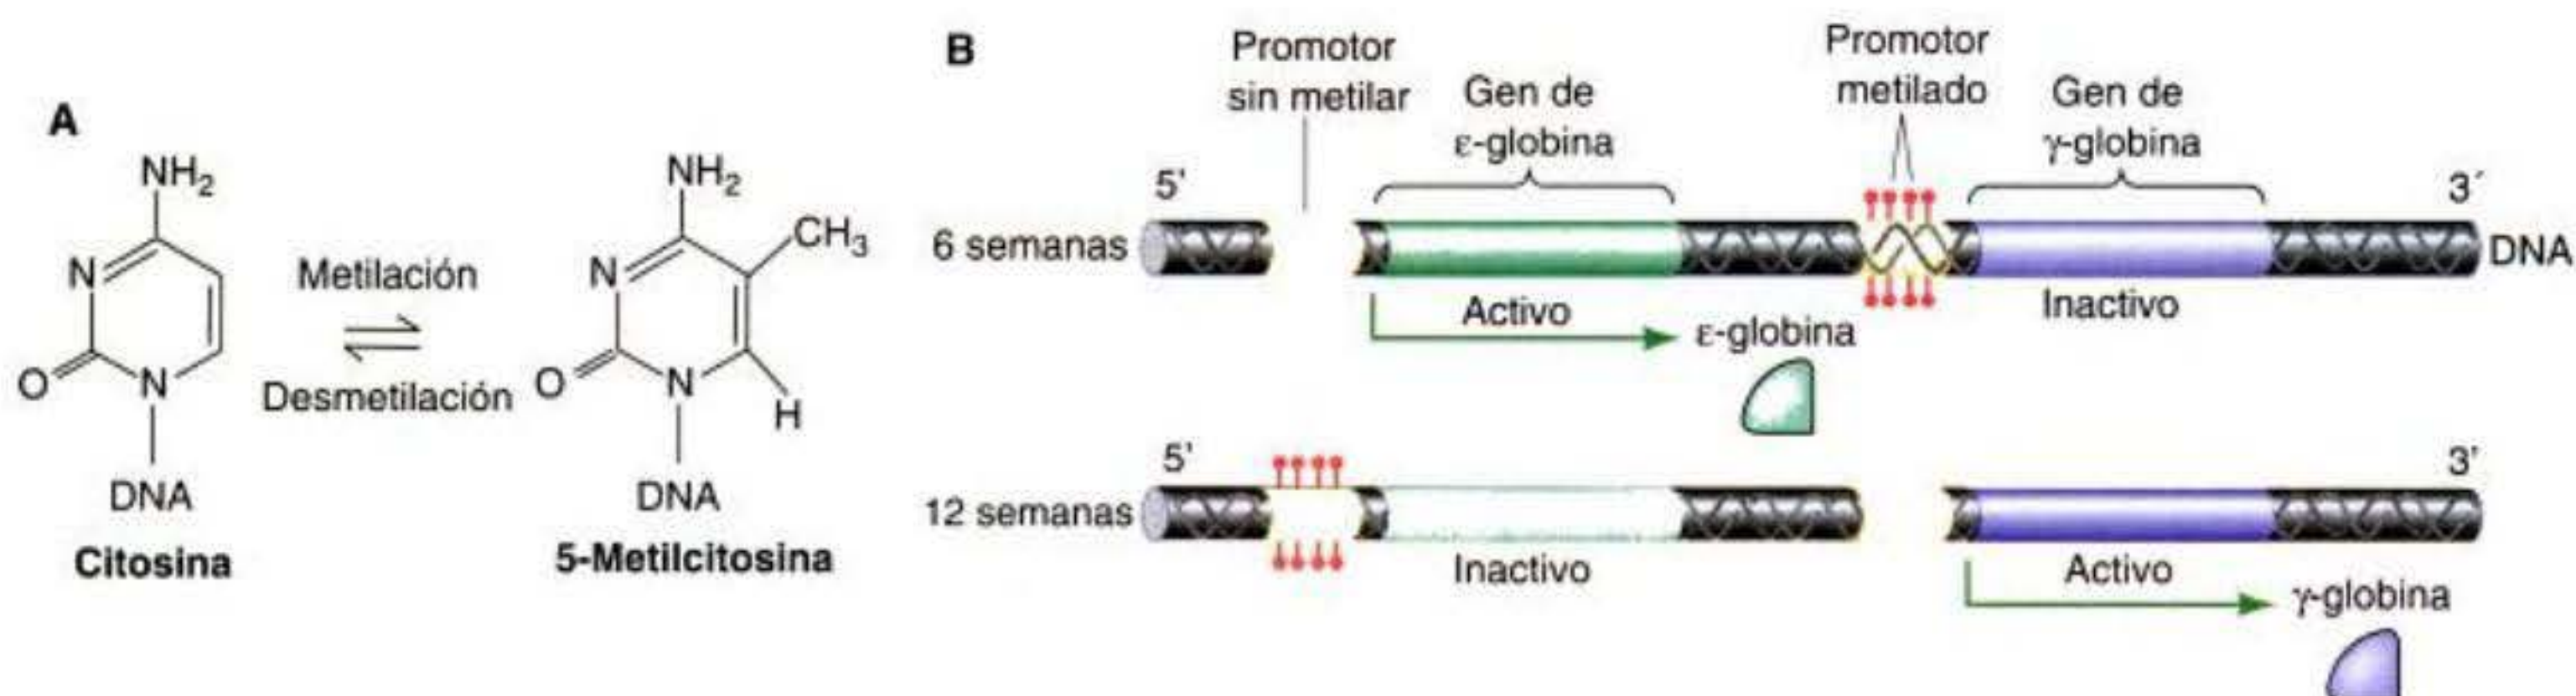 A
NH₂
N
O
N
DNA
Citosina
Metilación
Desmetilación
NH₂
CH₃
N
O
N
H
DNA
5-Metilcitosina
B
Promotor
sin metilar
Gen de
ε-globina
Promotor
metilado
Gen de
γ-globina
5'
3´
6 semanas
DNA
Activo
ε-globina
Inactivo
5'
3'
12 semanas
Inactivo
Activo
γ-globina